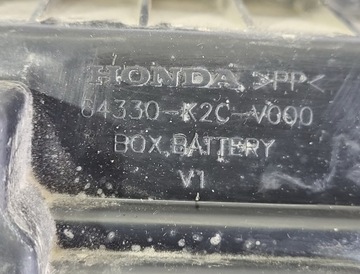 HONDA >PP<
84330-K2C-V000
BOX,BATTERY
V1